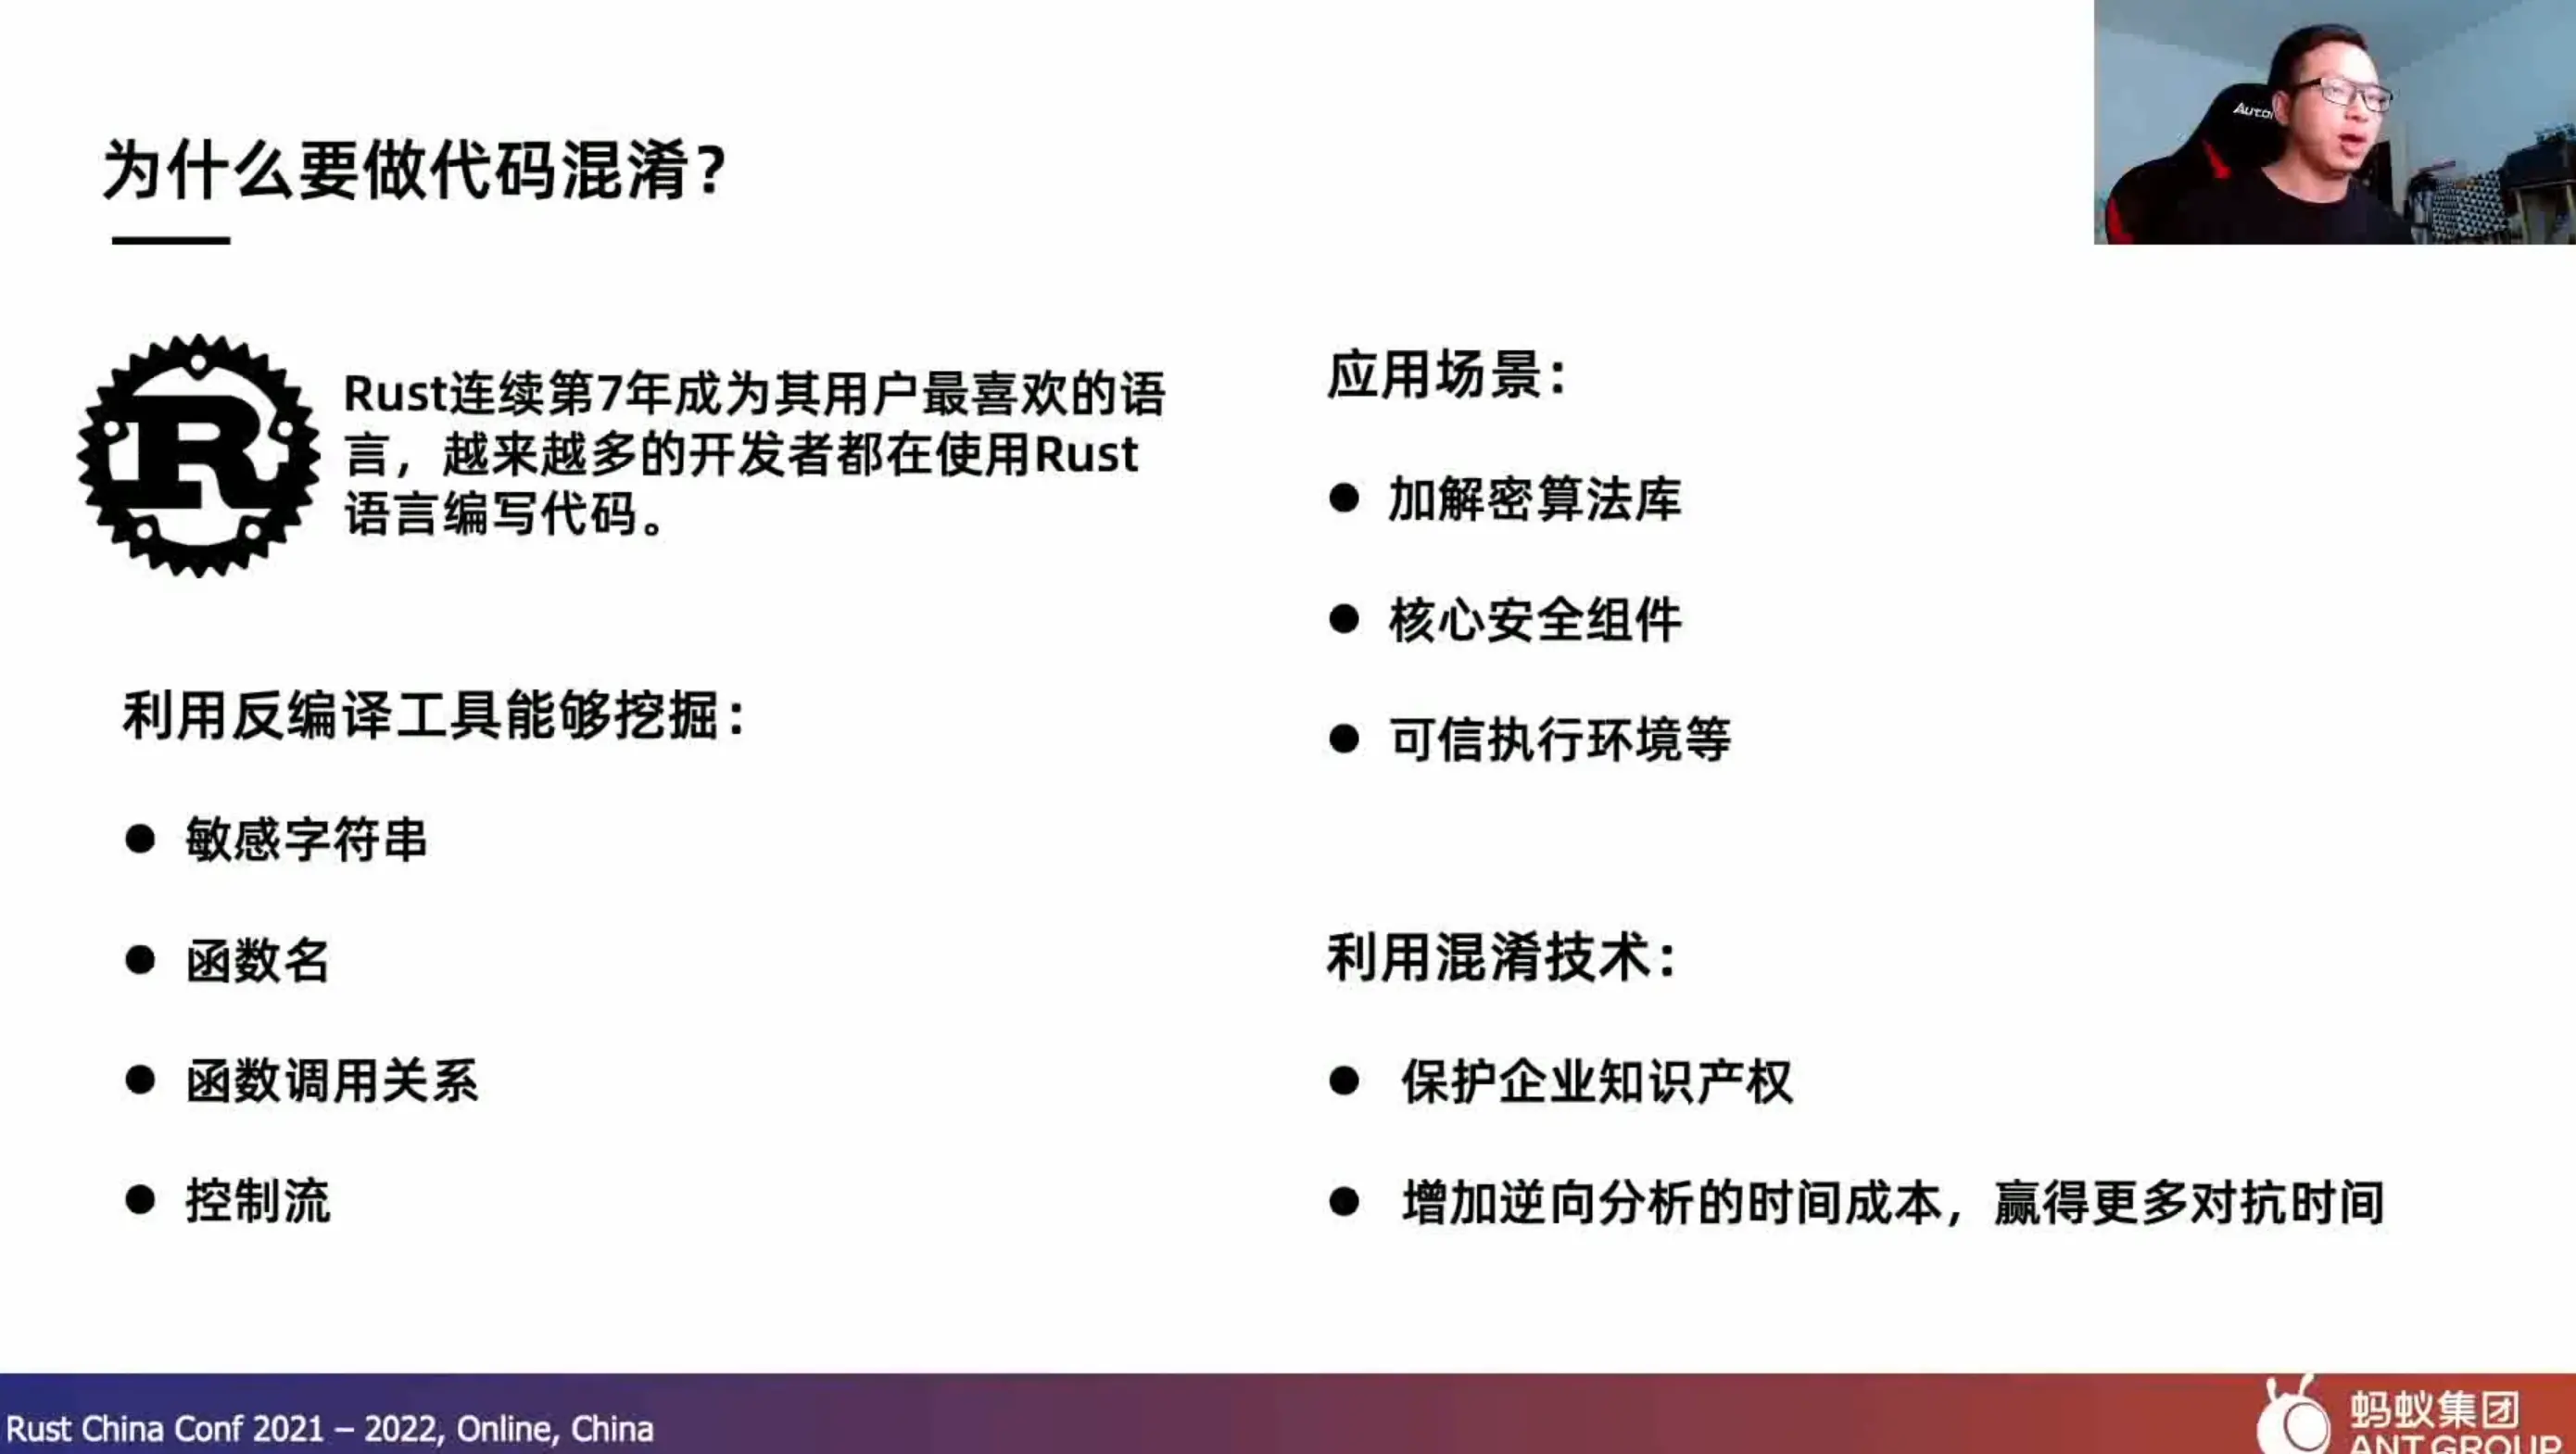 为什么要做代码混淆？
Rust连续第7年成为其用户最喜欢的语
言，越来越多的开发者都在使用Rust
语言编写代码。
利用反编译工具能够挖掘：
● 敏感字符串
● 函数名
● 函数调用关系
● 控制流
应用场景：
● 加解密算法库
● 核心安全组件
● 可信执行环境等
利用混淆技术：
● 保护企业知识产权
● 增加逆向分析的时间成本，赢得更多对抗时间
Rust China Conf 2021 – 2022, Online, China
蚂蚁集团
ANT GROUP